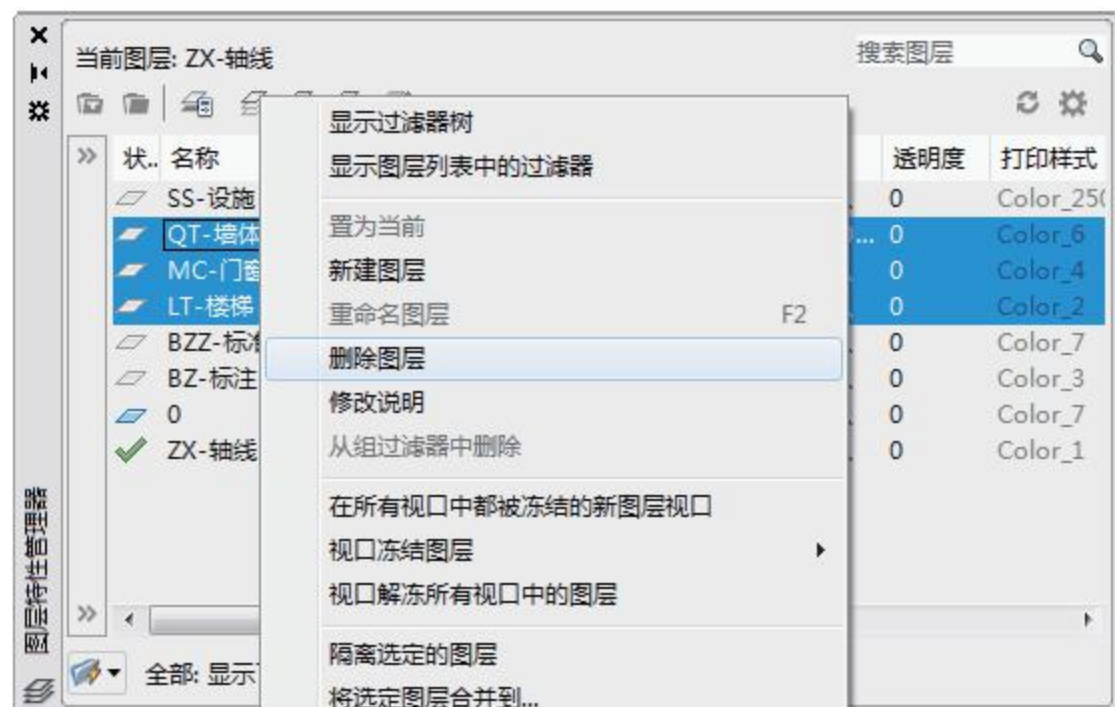 当前图层: ZX-轴线
搜索图层
状.. 名称
透明度
打印样式
SS-设施
0
Color_250
QT-墙体
... 0
Color_6
MC-门窗
0
Color_4
LT-楼梯
0
Color_2
BZZ-标准
0
Color_7
BZ-标注
0
Color_3
0
0
Color_7
ZX-轴线
0
Color_1
显示过滤器树
显示图层列表中的过滤器
置为当前
新建图层
重命名图层 F2
删除图层
修改说明
从组过滤器中删除
在所有视口中都被冻结的新图层视口
视口冻结图层
视口解冻所有视口中的图层
隔离选定的图层
将选定图层合并到...
全部: 显示
图层特性管理器